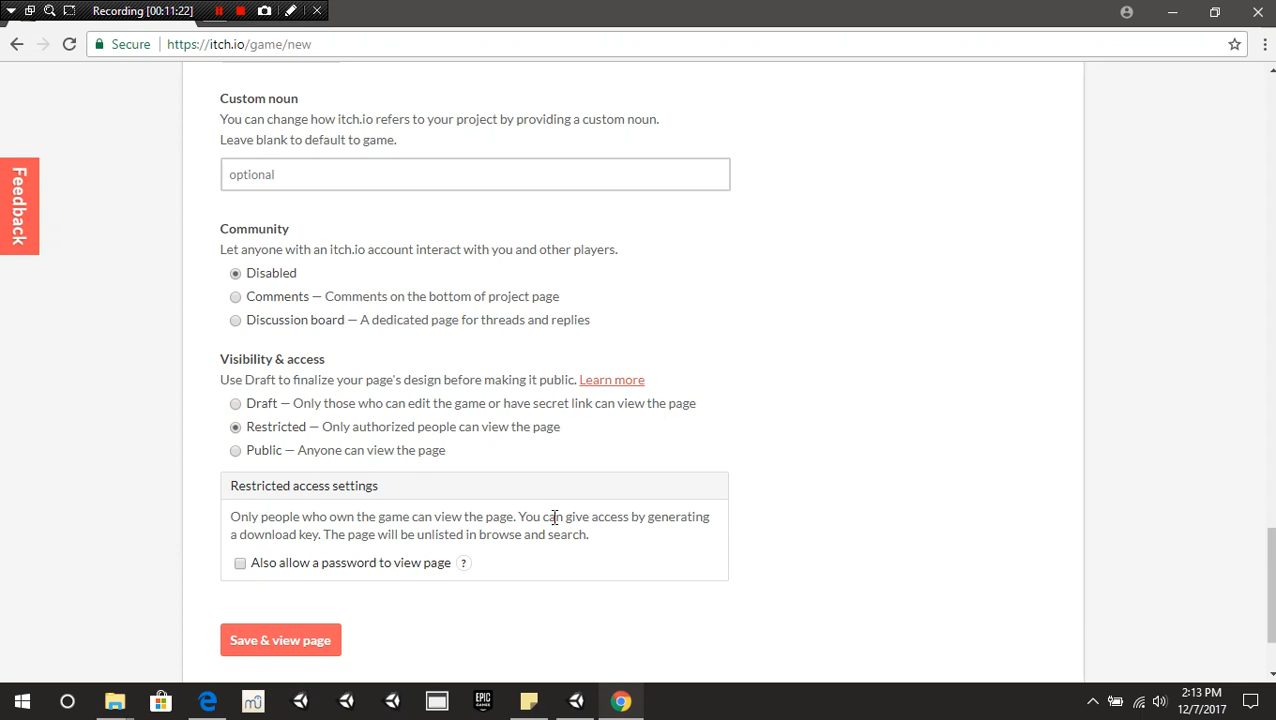 Recording [00:11:22]
Secure
https://itch.io/game/new
Custom noun
You can change how itch.io refers to your project by providing a custom noun.
Leave blank to default to game.
optional
Feedback
Community
Let anyone with an itch.io account interact with you and other players.
Disabled
Comments — Comments on the bottom of project page
Discussion board — A dedicated page for threads and replies
Visibility & access
Use Draft to finalize your page's design before making it public. Learn more
Draft — Only those who can edit the game or have secret link can view the page
Restricted — Only authorized people can view the page
Public — Anyone can view the page
Restricted access settings
Only people who own the game can view the page. You can give access by generating
a download key. The page will be unlisted in browse and search.
Also allow a password to view page ?
Save & view page
EPIC GAMES
2:13 PM
12/7/2017